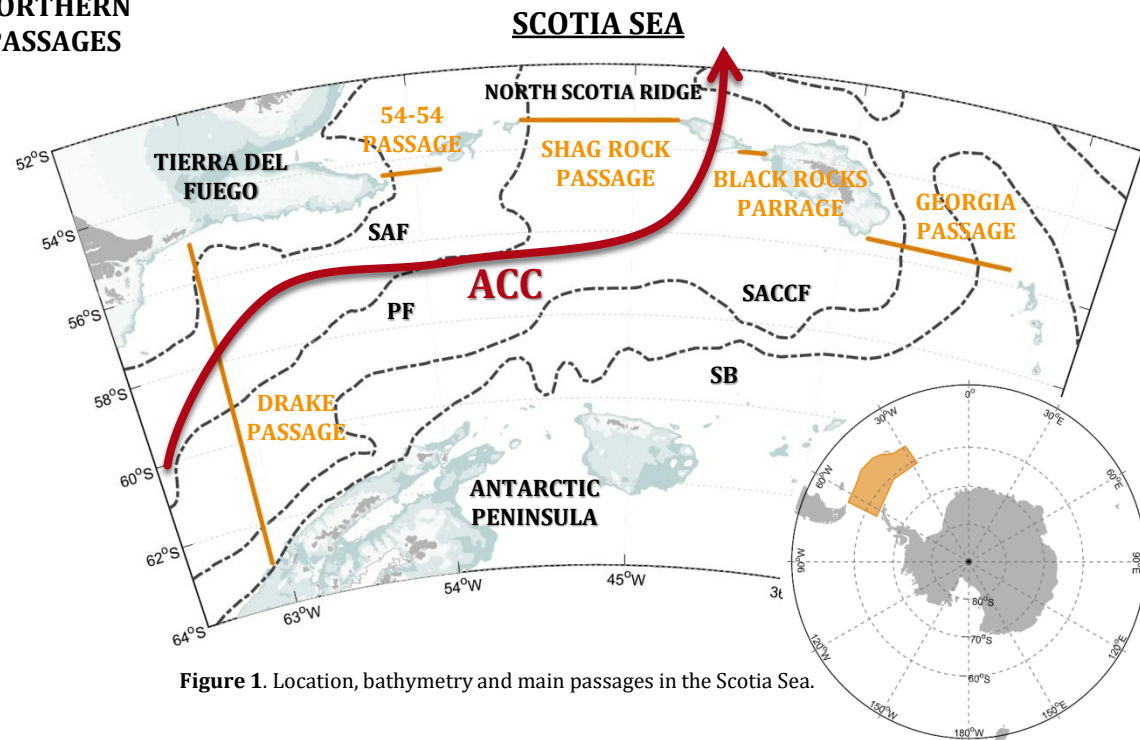 ORTHERN
PASSAGES
SCOTIA SEA
NORTH SCOTIA RIDGE
54-54
PASSAGE
SHAG ROCK
PASSAGE
BLACK ROCKS
PARRAGE
GEORGIA
PASSAGE
TIERRA DEL
FUEGO
SAF
ACC
PF
SACCF
SB
DRAKE
PASSAGE
ANTARCTIC
PENINSULA
52°S
54°S
56°S
58°S
60°S
62°S
64°S
63°W
54°W
45°W
0°
30°W
30°E
60°W
60°E
90°W
80°S
70°S
60°S
120°W
120°E
150°W
150°E
180°W
Figure 1. Location, bathymetry and main passages in the Scotia Sea.